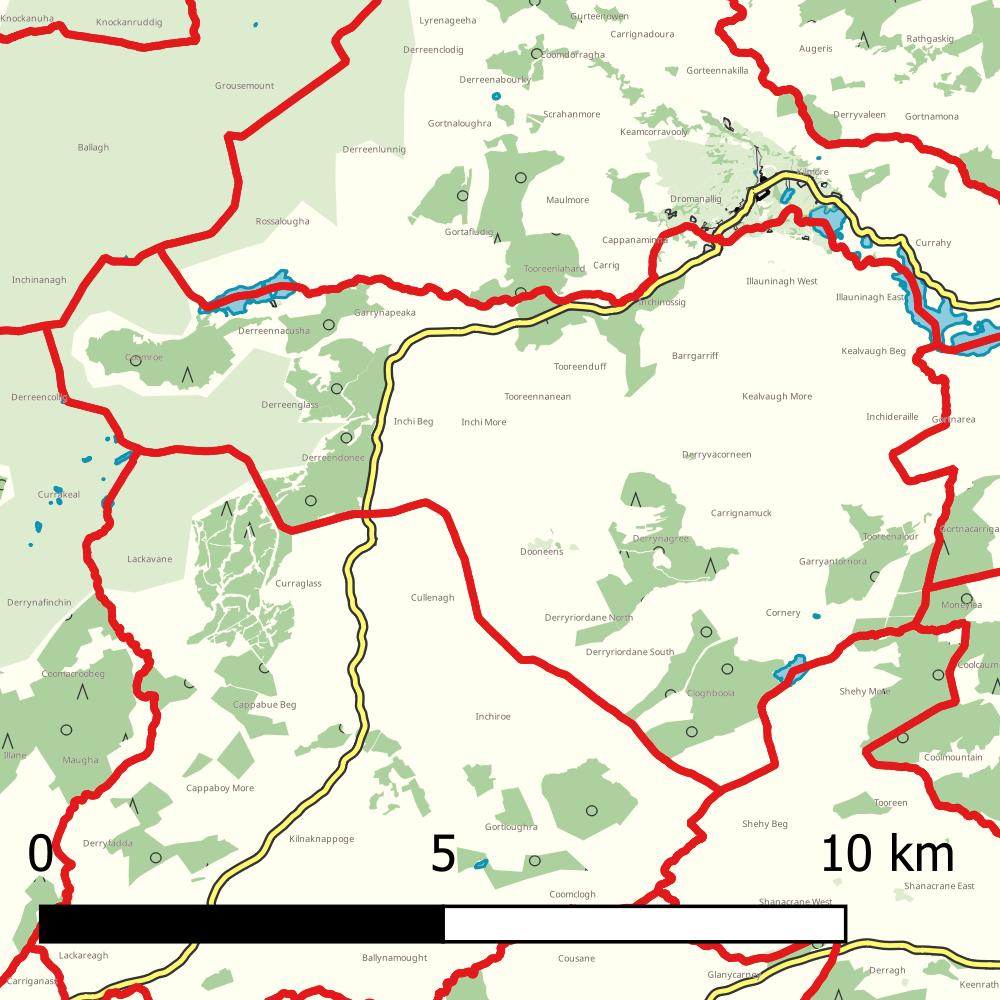 Knockanuha
Knockanruddig
Lyrenageeha
Gurteenowen
Carrignadoura
Derreenclodig
Coomdorragha
Augeris
Rathgaskig
Grousemount
Derreenabourky
Gorteennakilla
Gortnaloughra
Scrahanmore
Keamcorravooly
Derryvaleen
Gortnamona
Ballagh
Derreenlunnig
Kilmore
Maulmore
Dromanallig
Rossalougha
Gortafludig
Cappanaminna
Currahy
Inchinanagh
Tooreenlahard
Carrig
Illauninagh West
Illauninagh East
Inchinossig
Garrynapeaka
Derreennacusha
Coomroe
Barrgarriff
Kealvaugh Beg
Tooreenduff
Derreencollig
Derreenglass
Tooreennanean
Kealvaugh More
Inchi Beg
Inchi More
Inchideraille
Gortnarea
Derreendonee
Derryvacorneen
Currakeal
Carrignamuck
Gortnacarriga
Derrynagree
Tooreenalour
Dooneens
Lackavane
Garryantornora
Curraglass
Cullenagh
Derrynafinchin
Moneylea
Cornery
Derryriordane North
Derryriordane South
Coolcaum
Coomacroobeg
Cloghboola
Shehy More
Cappabue Beg
Inchiroe
Illane
Maugha
Coolmountain
Cappaboy More
Tooreen
Gortloughra
Shehy Beg
Kilnaknappoge
Derryfadda
0
5
10 km
Shanacrane East
Coomclogh
Shanacrane West
Lackareagh
Ballynamought
Cousane
Glanycarney
Derragh
Carriganass
Keenrath